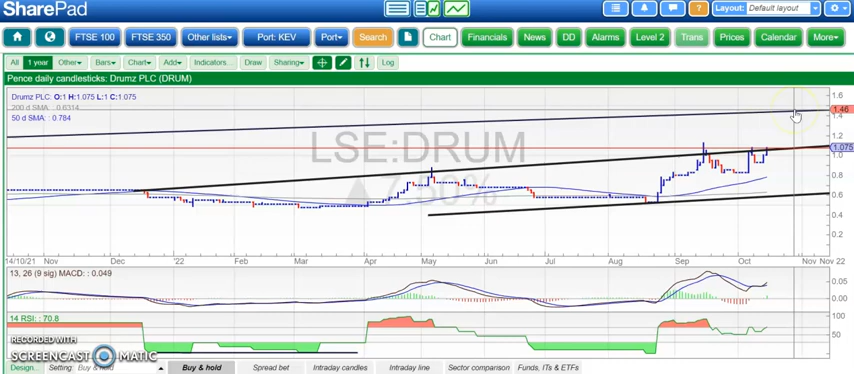 SharePad
Layout: Default layout
FTSE 100 FTSE 350 Other lists Port: KEV Port Search Chart Financials News DD Alarms Level 2 Trans Prices Calendar More
All 1 year Other Bars Chart Add Indicators... Draw Sharing Log
Pence daily candlesticks: Drumz PLC (DRUM)
Drumz PLC: O:1 H:1.075 L:1 C:1.075
200 d SMA: : 0.6314
50 d SMA: : 0.784
LSE:DRUM
7.50%
1.6
1.46
1.4
1.2
1.075
1.0
0.8
0.6
0.4
0.2
14/10/21 Nov Dec '22 Feb Mar Apr May Jun Jul Aug Sep Oct Nov Nov 22
13, 26 (9 sig) MACD: : 0.049
0.05
0.00
14 RSI: : 70.8
100
50
0
RECORDED WITH
SCREENCAST MATIC
Design... Setting: Buy & hold Buy & hold Spread bet Intraday candles Intraday line Sector comparison Funds, ITs & ETFs